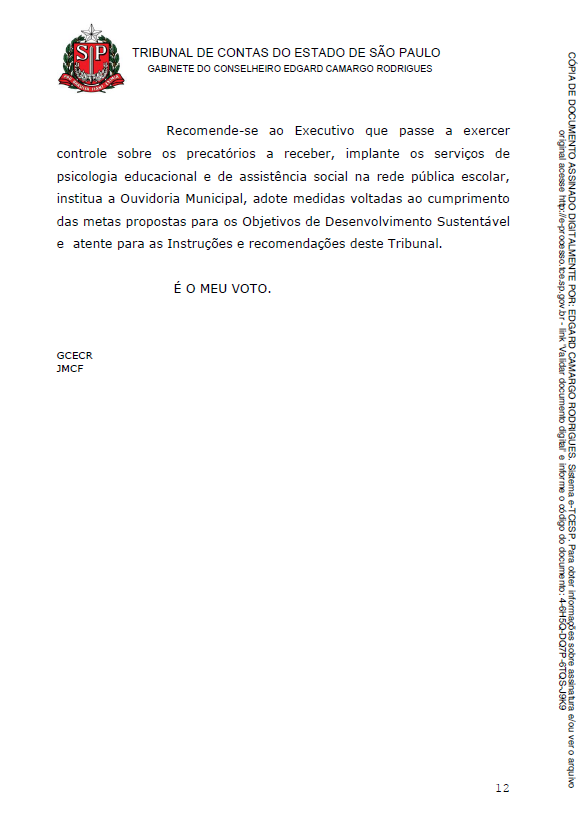 TRIBUNAL DE CONTAS DO ESTADO DE SÃO PAULO
GABINETE DO CONSELHEIRO EDGARD CAMARGO RODRIGUES
Recomende-se ao Executivo que passe a exercer
controle sobre os precatórios a receber, implante os serviços de
psicologia educacional e de assistência social na rede pública escolar,
institua a Ouvidoria Municipal, adote medidas voltadas ao cumprimento
das metas propostas para os Objetivos de Desenvolvimento Sustentável
e atente para as Instruções e recomendações deste Tribunal.
É O MEU VOTO.
GCECR
JMCF
12
CÓPIA DE DOCUMENTO ASSINADO DIGITALMENTE POR: EDGARD CAMARGO RODRIGUES. Sistema e-TCESP. Para obter informações sobre assinatura e/ou ver o arquivo
original acesse http://e-processo.tce.sp.gov.br - link 'Validar documento digital' e informe o código do documento: 4-6H5Q-DQ7P-6TQS-J9K9